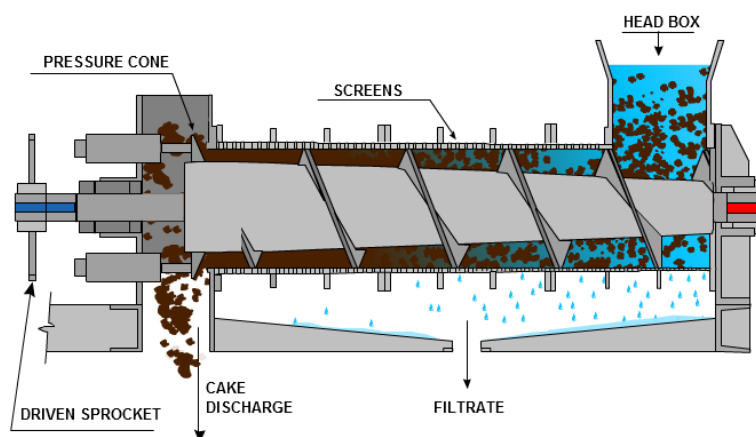 HEAD BOX
PRESSURE CONE
SCREENS
CAKE
DISCHARGE
FILTRATE
DRIVEN SPROCKET